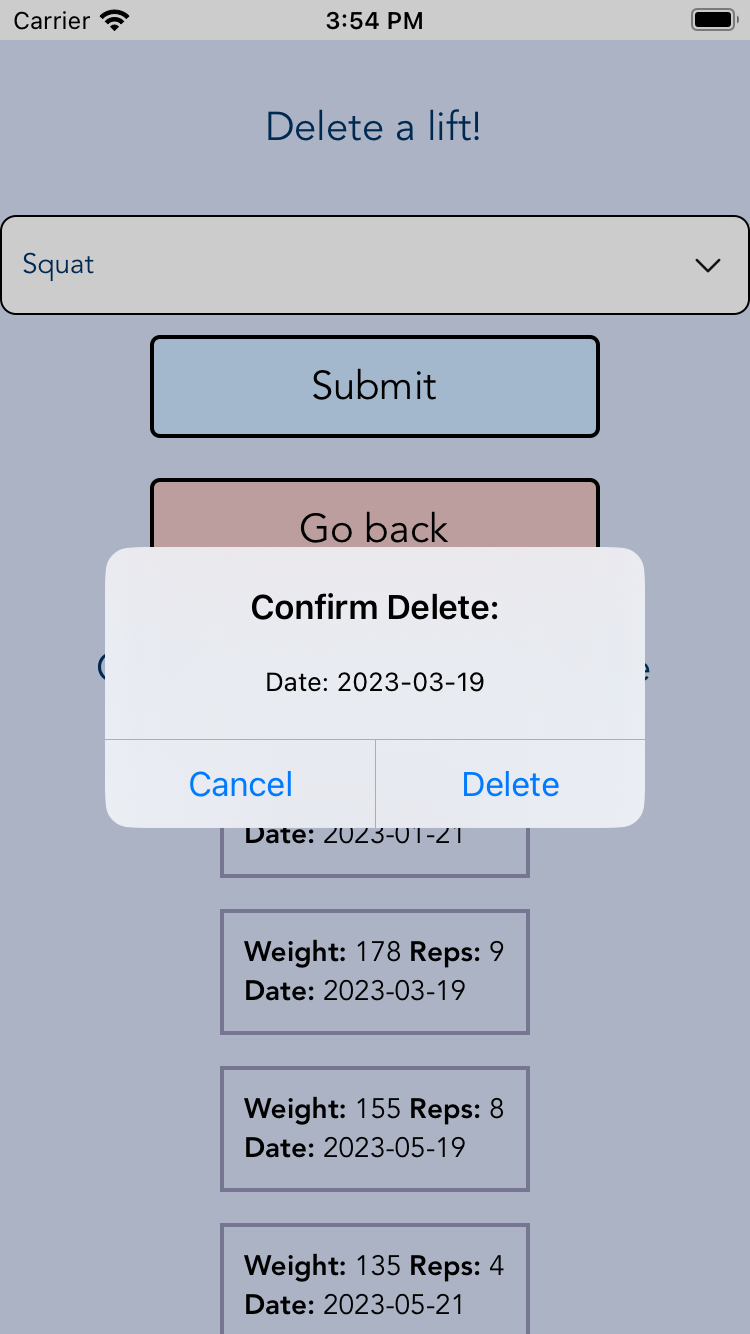 Carrier 3:54 PM
Delete a lift!
Squat
Submit
Go back
Confirm Delete:
Date: 2023-03-19
Cancel Delete
Date: 2023-01-21
Weight: 178 Reps: 9
Date: 2023-03-19
Weight: 155 Reps: 8
Date: 2023-05-19
Weight: 135 Reps: 4
Date: 2023-05-21